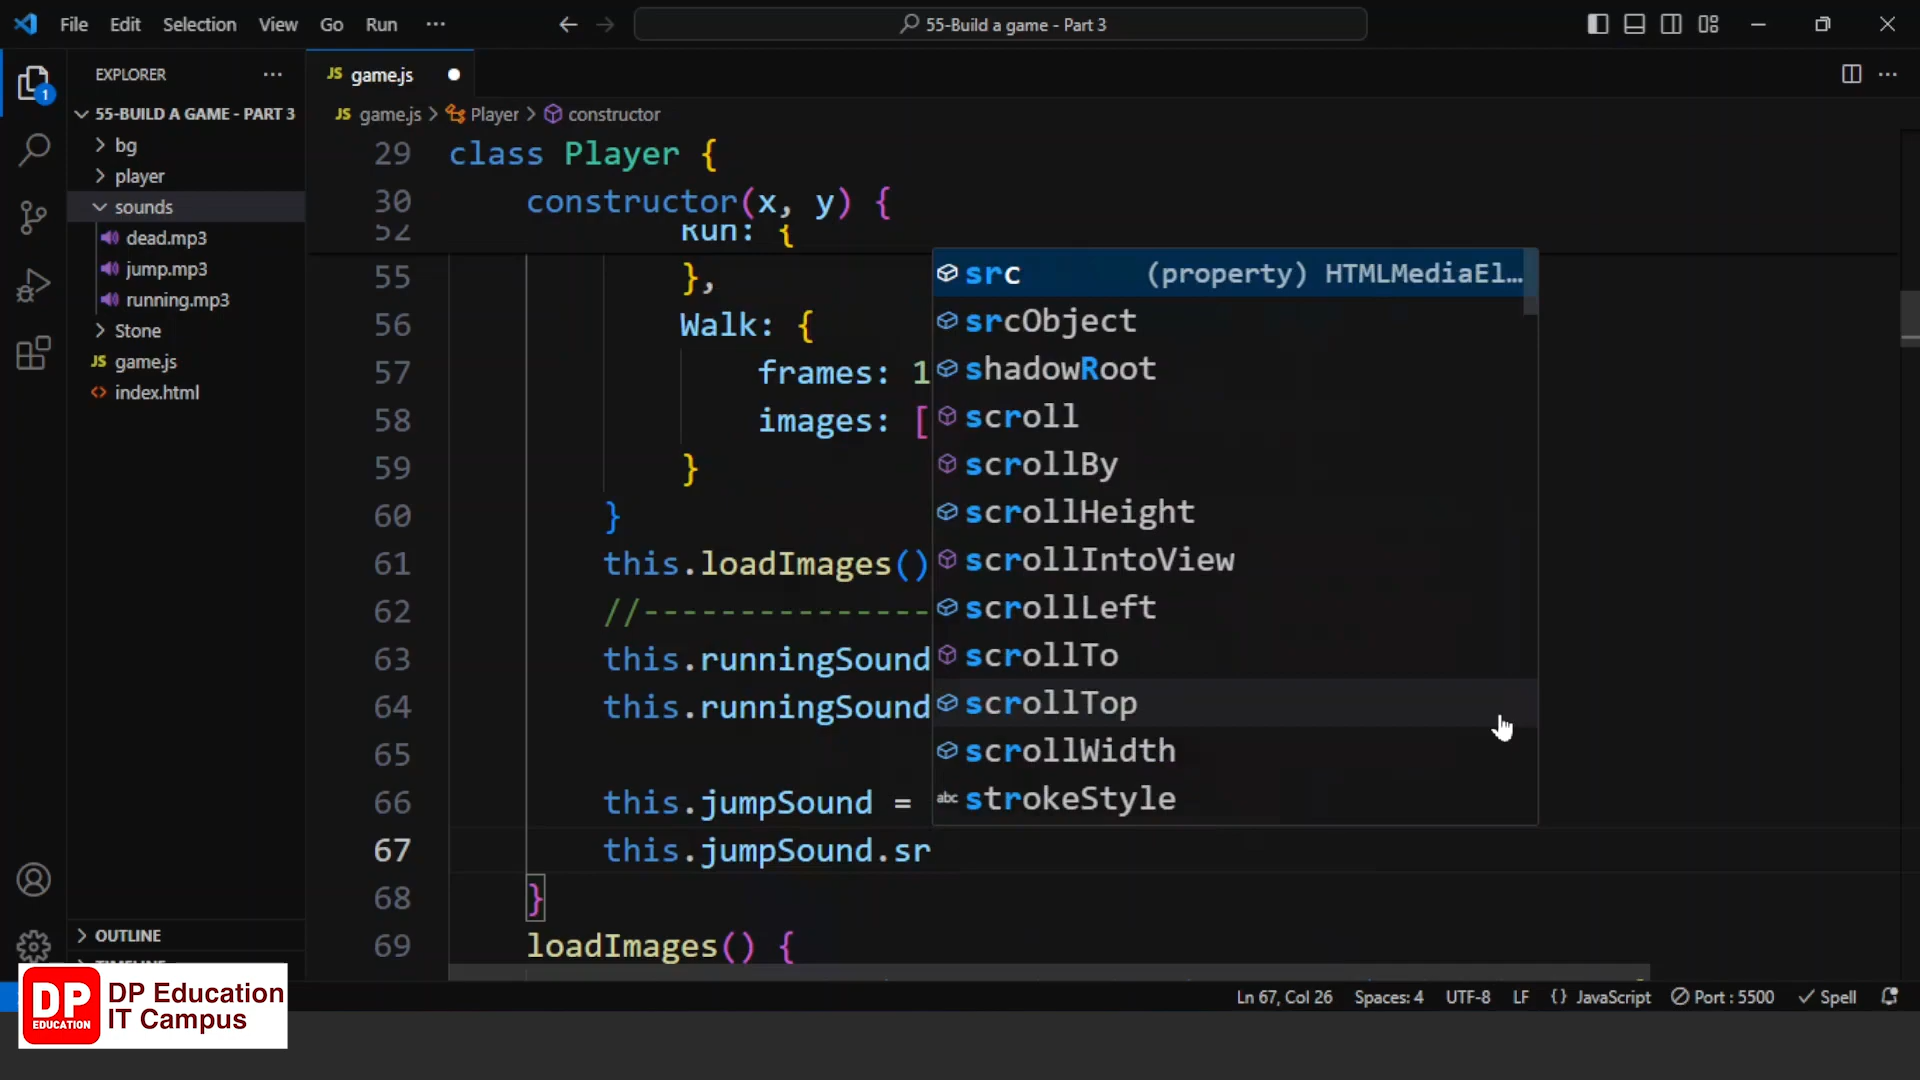 File Edit Selection View Go Run ···
55-Build a game - Part 3
EXPLORER ···
55-BUILD A GAME - PART 3
bg
player
sounds
dead.mp3
jump.mp3
running.mp3
Stone
JS game.js
<> index.html
OUTLINE
JS game.js
JS game.js > Player > constructor
29 class Player {
30 constructor(x, y) {
52 Run: {
55 },
56 Walk: {
57 frames: 1
58 images: [
59 }
60 }
61 this.loadImages()
62 //---------------
63 this.runningSound
64 this.runningSound
65
66 this.jumpSound =
67 this.jumpSound.sr
68 }
69 loadImages() {
src (property) HTMLMediaEl…
srcObject
shadowRoot
scroll
scrollBy
scrollHeight
scrollIntoView
scrollLeft
scrollTo
scrollTop
scrollWidth
abc strokeStyle
1
Ln 67, Col 26 Spaces: 4 UTF-8 LF {} JavaScript Port : 5500 Spell
DP
EDUCATION
DP Education
IT Campus